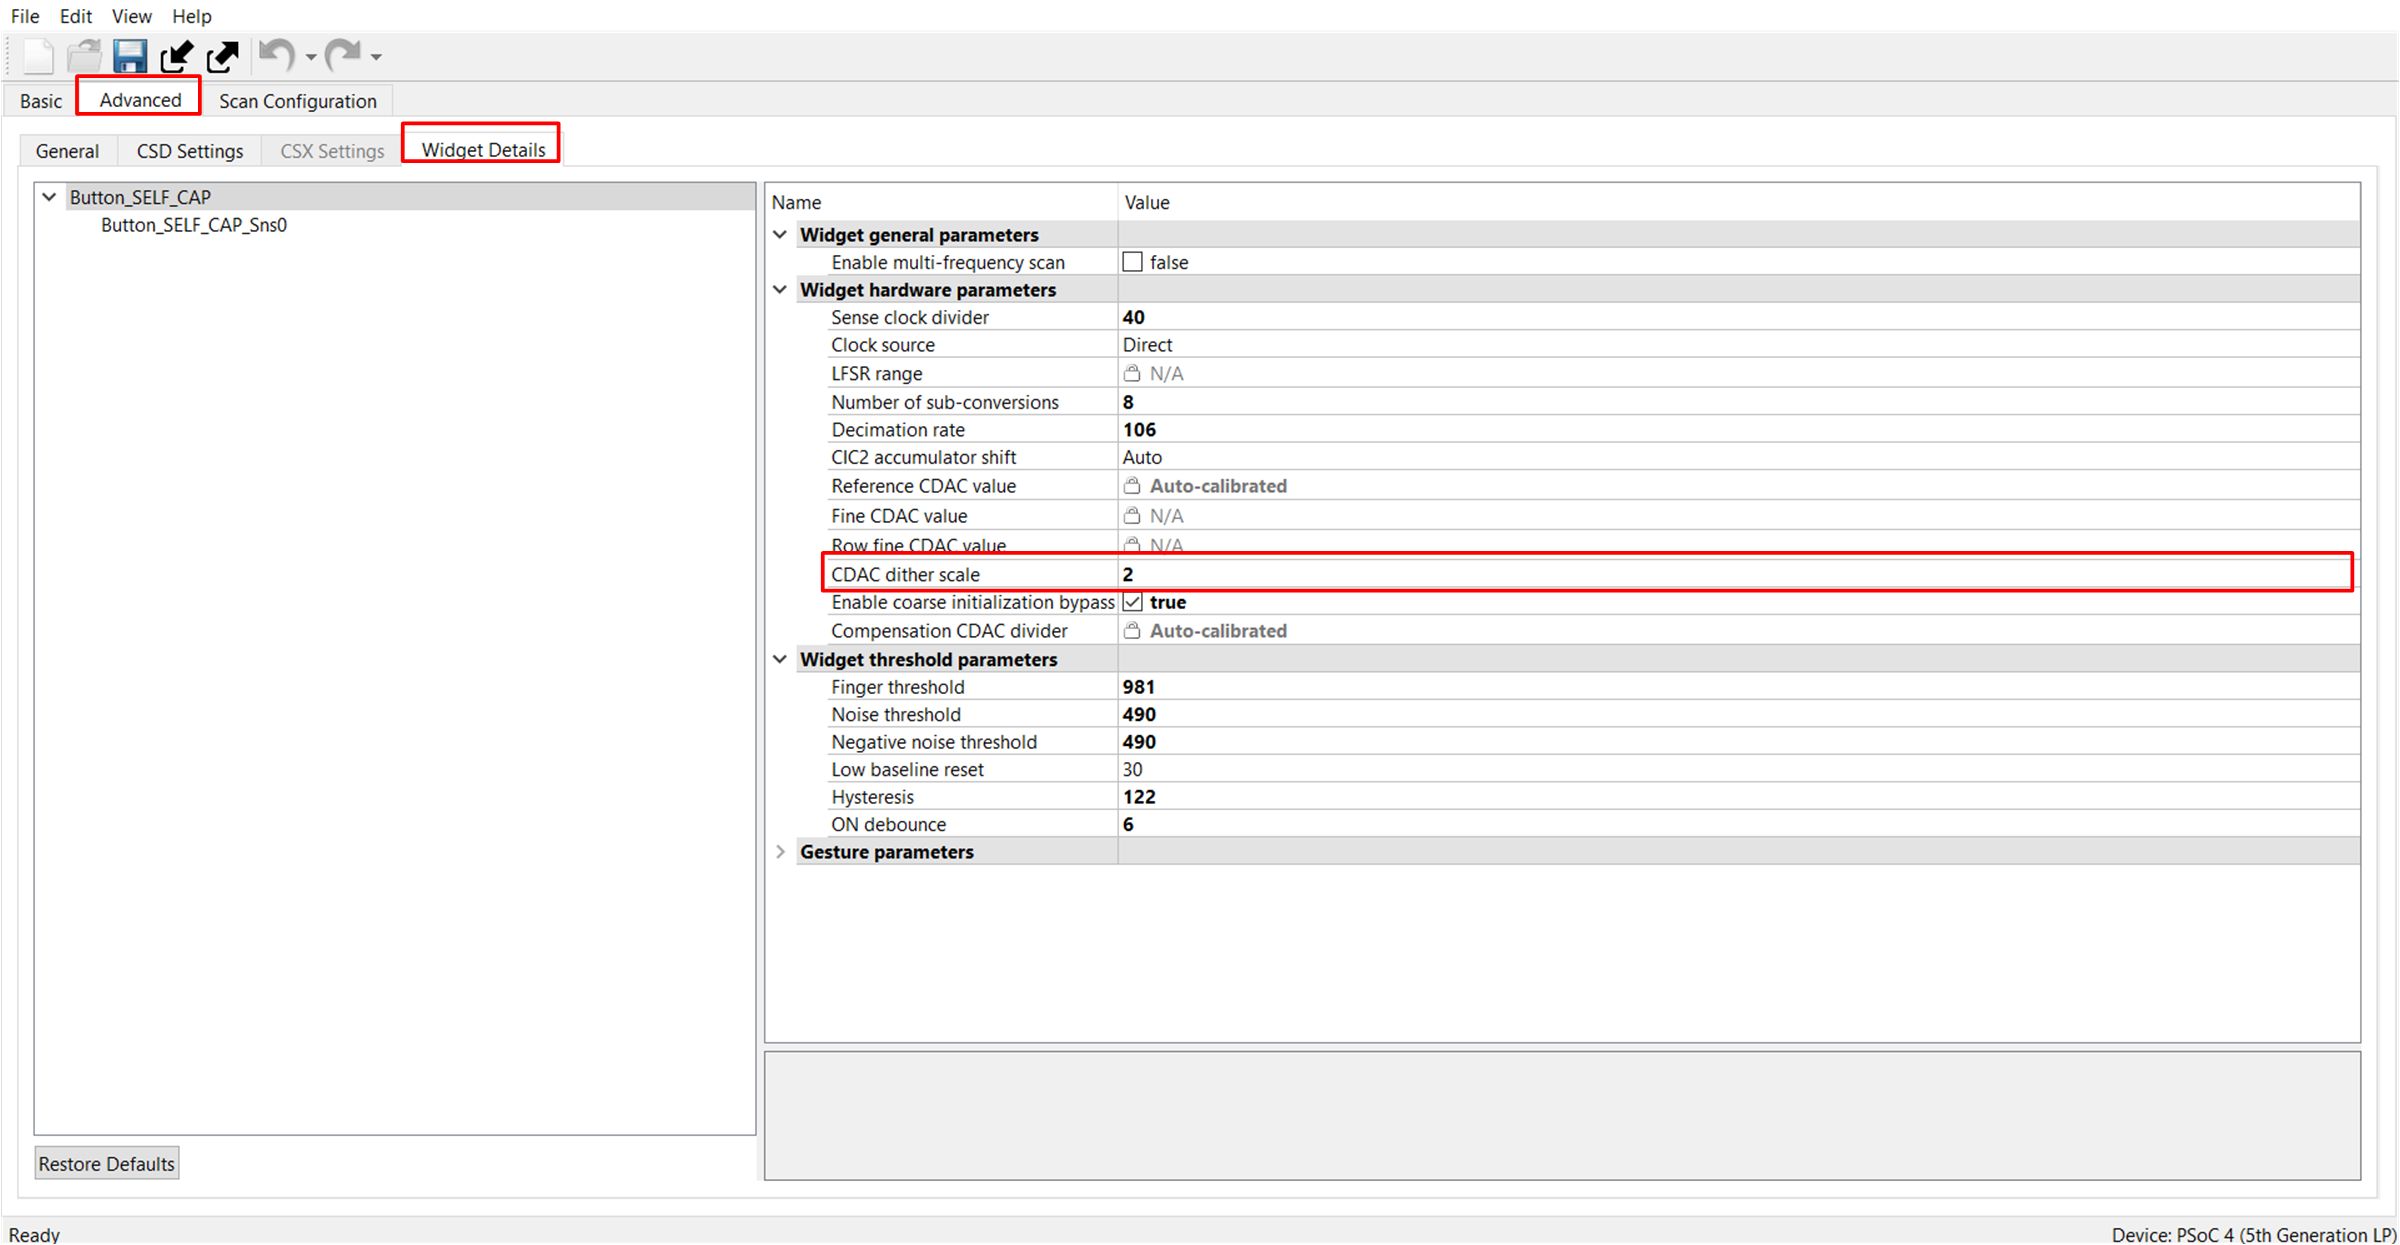 File Edit View Help
Basic Advanced Scan Configuration
General CSD Settings CSX Settings Widget Details
Button_SELF_CAP
Button_SELF_CAP_Sns0
Name Value
Widget general parameters
Enable multi-frequency scan false
Widget hardware parameters
Sense clock divider 40
Clock source Direct
LFSR range N/A
Number of sub-conversions 8
Decimation rate 106
CIC2 accumulator shift Auto
Reference CDAC value Auto-calibrated
Fine CDAC value N/A
Row fine CDAC value N/A
CDAC dither scale 2
Enable coarse initialization bypass true
Compensation CDAC divider Auto-calibrated
Widget threshold parameters
Finger threshold 981
Noise threshold 490
Negative noise threshold 490
Low baseline reset 30
Hysteresis 122
ON debounce 6
Gesture parameters
Restore Defaults
Ready Device: PSoC 4 (5th Generation LP)